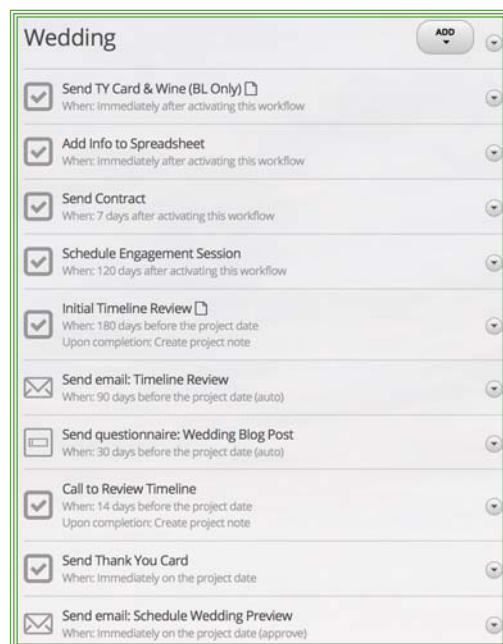 Wedding
ADD
Send TY Card & Wine (BL Only)
When: Immediately after activating this workflow
Add Info to Spreadsheet
When: Immediately after activating this workflow
Send Contract
When: 7 days after activating this workflow
Schedule Engagement Session
When: 120 days after activating this workflow
Initial Timeline Review
When: 180 days before the project date
Upon completion: Create project note
Send email: Timeline Review
When: 90 days before the project date (auto)
Send questionnaire: Wedding Blog Post
When: 30 days before the project date (auto)
Call to Review Timeline
When: 14 days before the project date
Upon completion: Create project note
Send Thank You Card
When: Immediately on the project date
Send email: Schedule Wedding Preview
When: Immediately on the project date (approve)